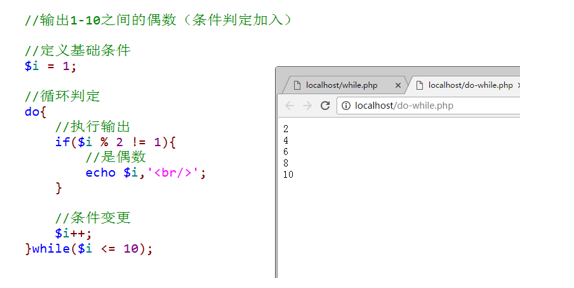 //输出1-10之间的偶数（条件判定加入）
//定义基础条件
$i = 1;
//循环判定
do{
//执行输出
if($i % 2 != 1){
//是偶数
echo $i,'<br/>';
}
//条件变更
$i++;
}while($i <= 10);
localhost/while.php
localhost/do-while.php
localhost/do-while.php
2
4
6
8
10